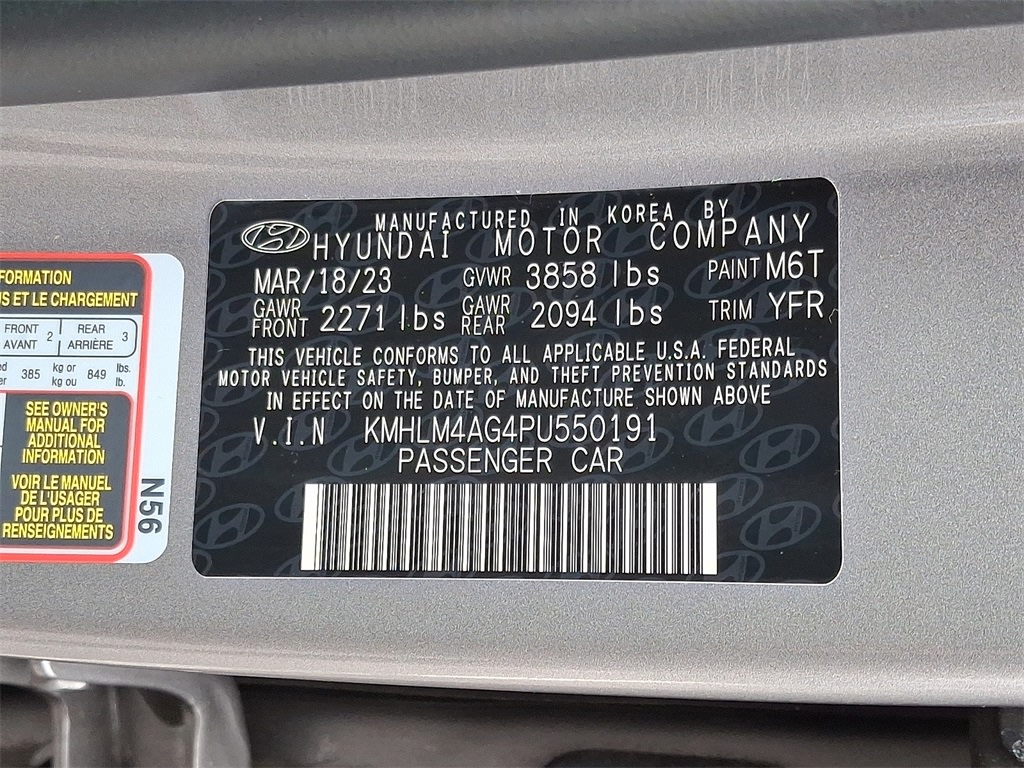 MANUFACTURED IN KOREA BY
HYUNDAI MOTOR COMPANY
MAR/18/23 GVWR 3858 lbs PAINT M6T
GAWR FRONT 2271 lbs GAWR REAR 2094 lbs TRIM YFR
THIS VEHICLE CONFORMS TO ALL APPLICABLE U.S.A. FEDERAL
MOTOR VEHICLE SAFETY, BUMPER, AND THEFT PREVENTION STANDARDS
IN EFFECT ON THE DATE OF MANUFACTURE SHOWN ABOVE
V.I.N KMHLM4AG4PU550191
PASSENGER CAR
ET LE CHARGEMENT
FRONT 2 REAR 3
AVANT ARRIÈRE
385 kg or 849 lbs.
kg ou lb.
SEE OWNER'S
MANUAL FOR
ADDITIONAL
INFORMATION
VOIR LE MANUEL
DE L'USAGER
POUR PLUS DE
RENSEIGNEMENTS
N56